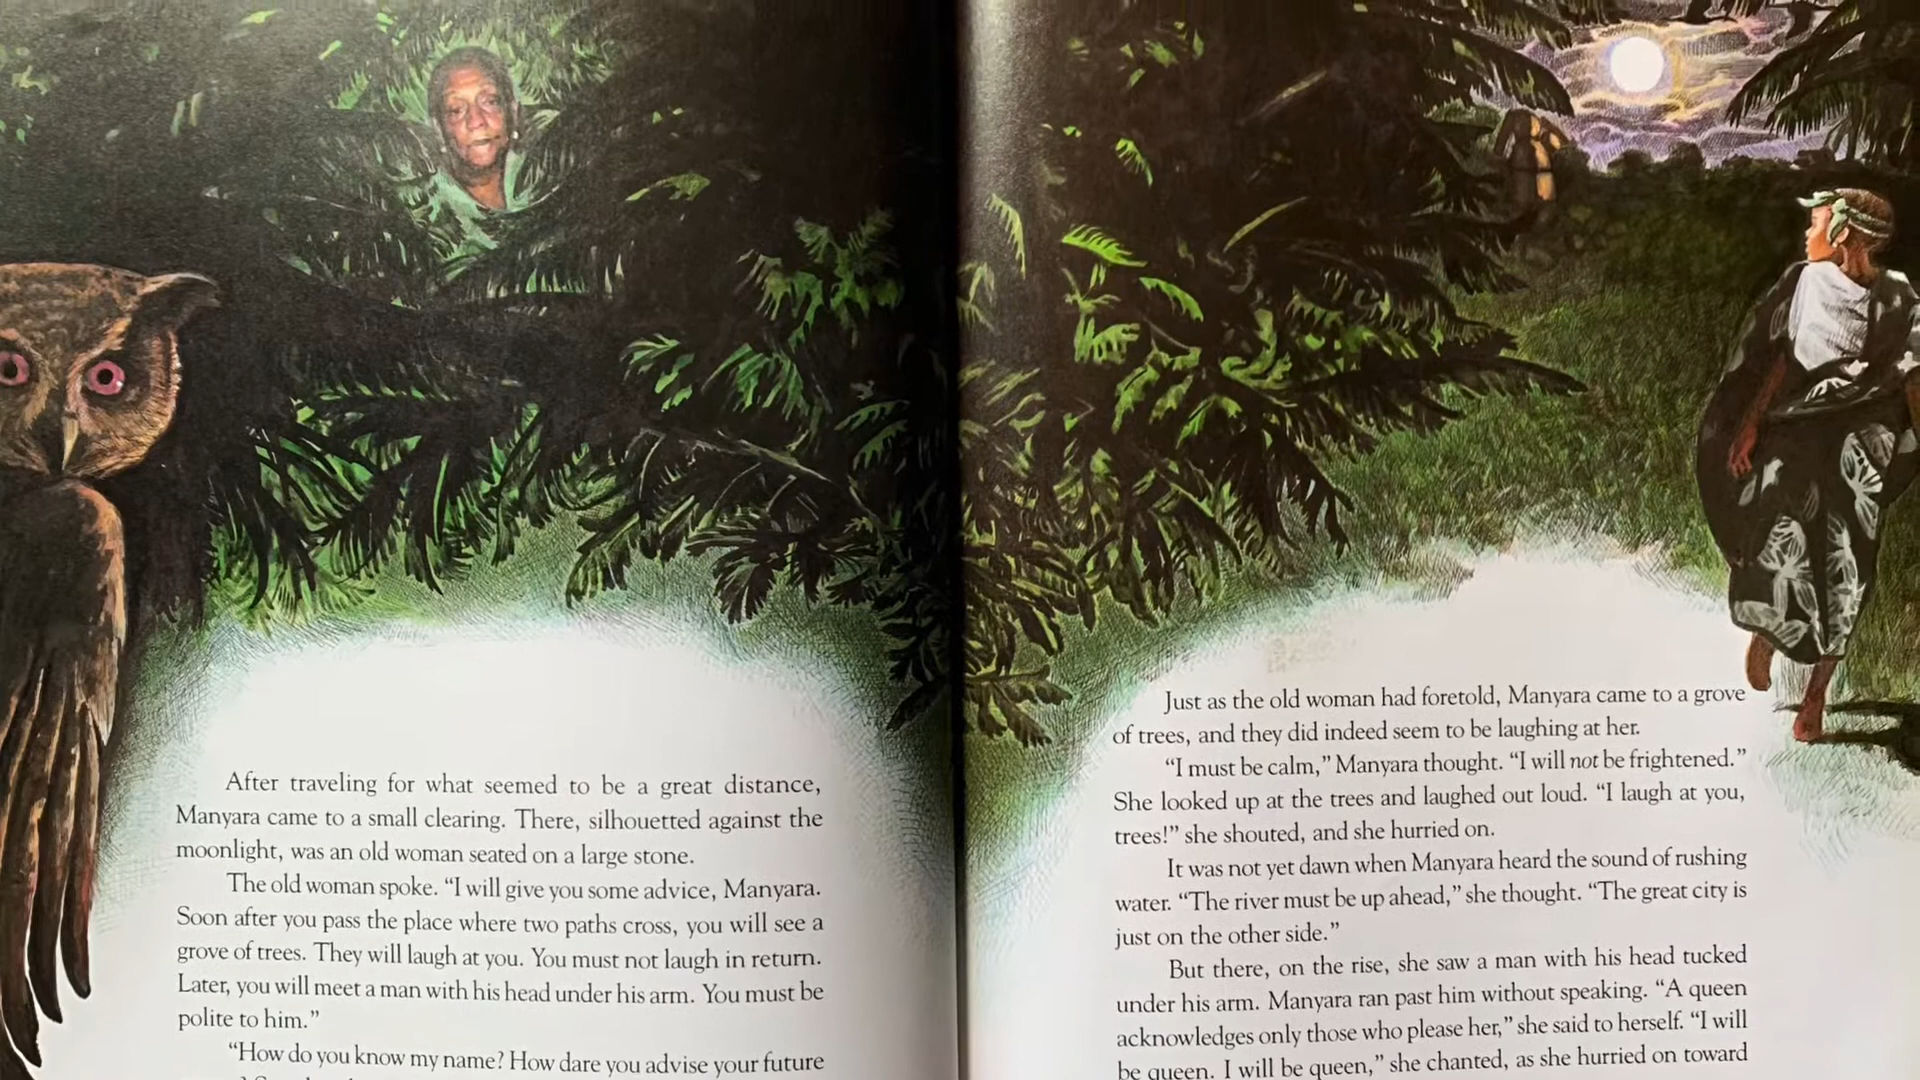 After traveling for what seemed to be a great distance,
Manyara came to a small clearing. There, silhouetted against the
moonlight, was an old woman seated on a large stone.
The old woman spoke. “I will give you some advice, Manyara.
Soon after you pass the place where two paths cross, you will see a
grove of trees. They will laugh at you. You must not laugh in return.
Later, you will meet a man with his head under his arm. You must be
polite to him.”
“How do you know my name? How dare you advise your future
Just as the old woman had foretold, Manyara came to a grove
of trees, and they did indeed seem to be laughing at her.
“I must be calm,” Manyara thought. “I will not be frightened.”
She looked up at the trees and laughed out loud. “I laugh at you,
trees!” she shouted, and she hurried on.
It was not yet dawn when Manyara heard the sound of rushing
water. “The river must be up ahead,” she thought. “The great city is
just on the other side.”
But there, on the rise, she saw a man with his head tucked
under his arm. Manyara ran past him without speaking. “A queen
acknowledges only those who please her,” she said to herself. “I will
be queen. I will be queen,” she chanted, as she hurried on toward